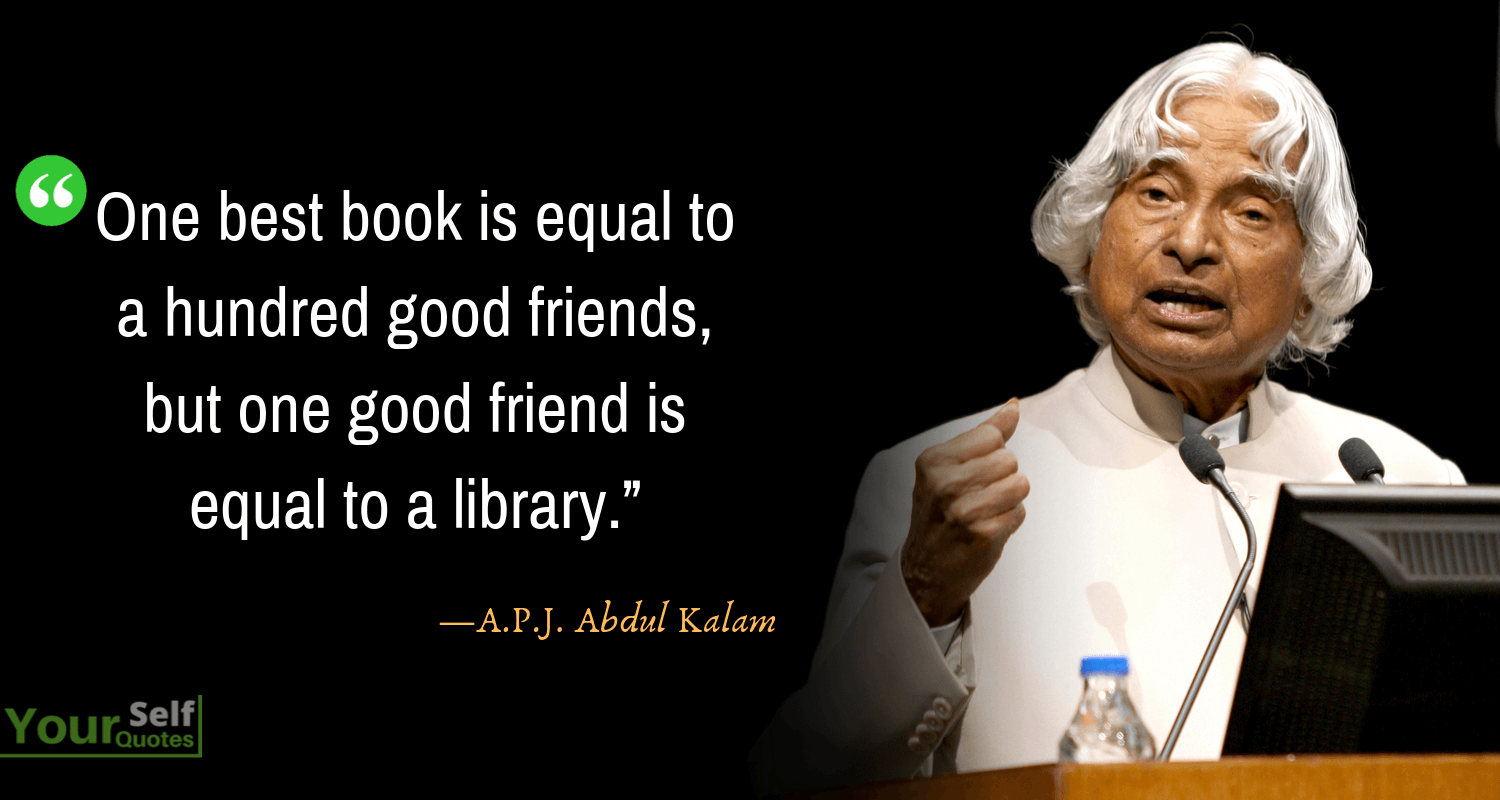 “
One best book is equal to
a hundred good friends,
but one good friend is
equal to a library.”
—A.P.J. Abdul Kalam
Your Self
Quotes